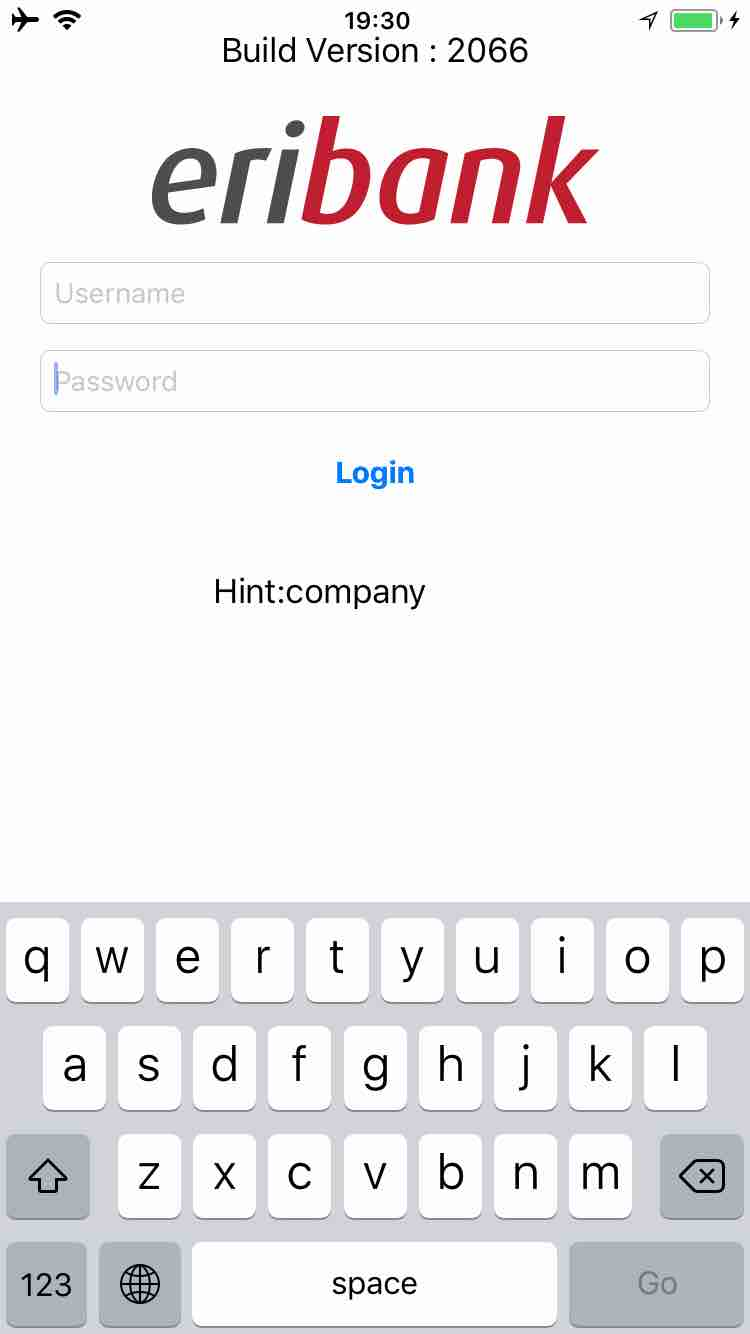 19:30
Build Version : 2066
eribank
Username
Password
Login
Hint:company
q w e r t y u i o p
a s d f g h j k l
z x c v b n m
123 space Go